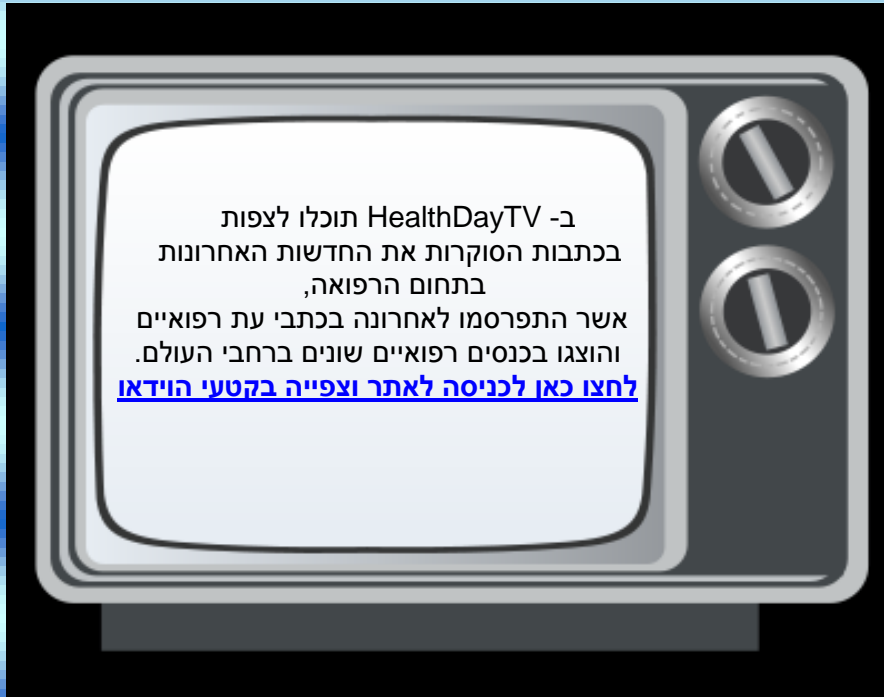 ב- HealthDayTV תוכלו לצפות
בכתבות הסוקרות את החדשות האחרונות
בתחום הרפואה,
אשר התפרסמו לאחרונה בכתבי עת רפואיים
והוצגו בכנסים רפואיים שונים ברחבי העולם.
לחצו כאן לכניסה לאתר וצפייה בקטעי הוידאו